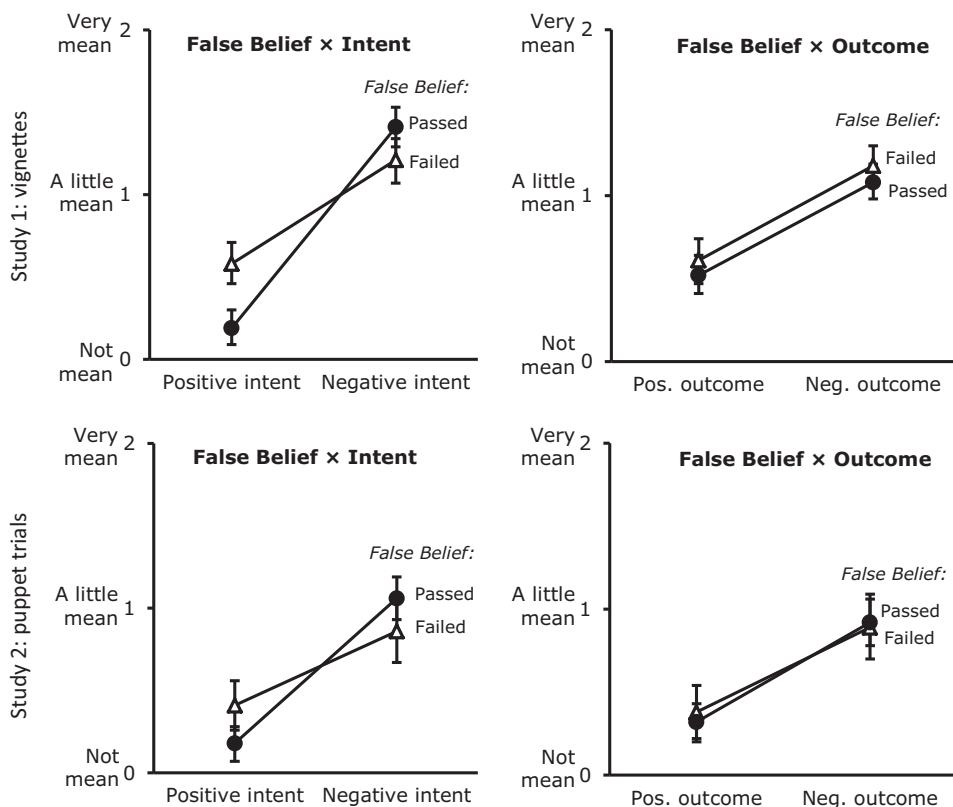 Study 1: vignettes
False Belief × Intent
Very
mean
2
A little
mean
1
Not
mean
0
False Belief:
Passed
Failed
Positive intent
Negative intent
False Belief × Outcome
Very
mean
2
A little
mean
1
Not
mean
0
False Belief:
Failed
Passed
Pos. outcome
Neg. outcome
Study 2: puppet trials
False Belief × Intent
Very
mean
2
A little
mean
1
Not
mean
0
False Belief:
Passed
Failed
Positive intent
Negative intent
False Belief × Outcome
Very
mean
2
A little
mean
1
Not
mean
0
False Belief:
Passed
Failed
Pos. outcome
Neg. outcome